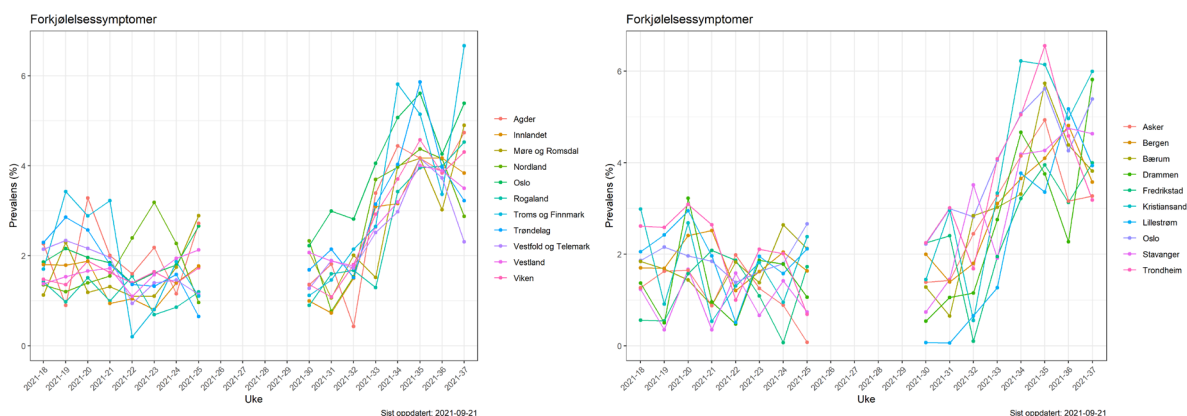 Forkjølelsessymptomer
Prevalens (%)
6
4
2
0
2021-18
2021-19
2021-20
2021-21
2021-22
2021-23
2021-24
2021-25
2021-26
2021-27
2021-28
2021-29
2021-30
2021-31
2021-32
2021-33
2021-34
2021-35
2021-36
2021-37
Uke
Agder
Innlandet
Møre og Romsdal
Nordland
Oslo
Rogaland
Troms og Finnmark
Trøndelag
Vestfold og Telemark
Vestland
Viken
Sist oppdatert: 2021-09-21
Forkjølelsessymptomer
Prevalens (%)
6
4
2
0
2021-18
2021-19
2021-20
2021-21
2021-22
2021-23
2021-24
2021-25
2021-26
2021-27
2021-28
2021-29
2021-30
2021-31
2021-32
2021-33
2021-34
2021-35
2021-36
2021-37
Uke
Asker
Bergen
Bærum
Drammen
Fredrikstad
Kristiansand
Lillestrøm
Oslo
Stavanger
Trondheim
Sist oppdatert: 2021-09-21